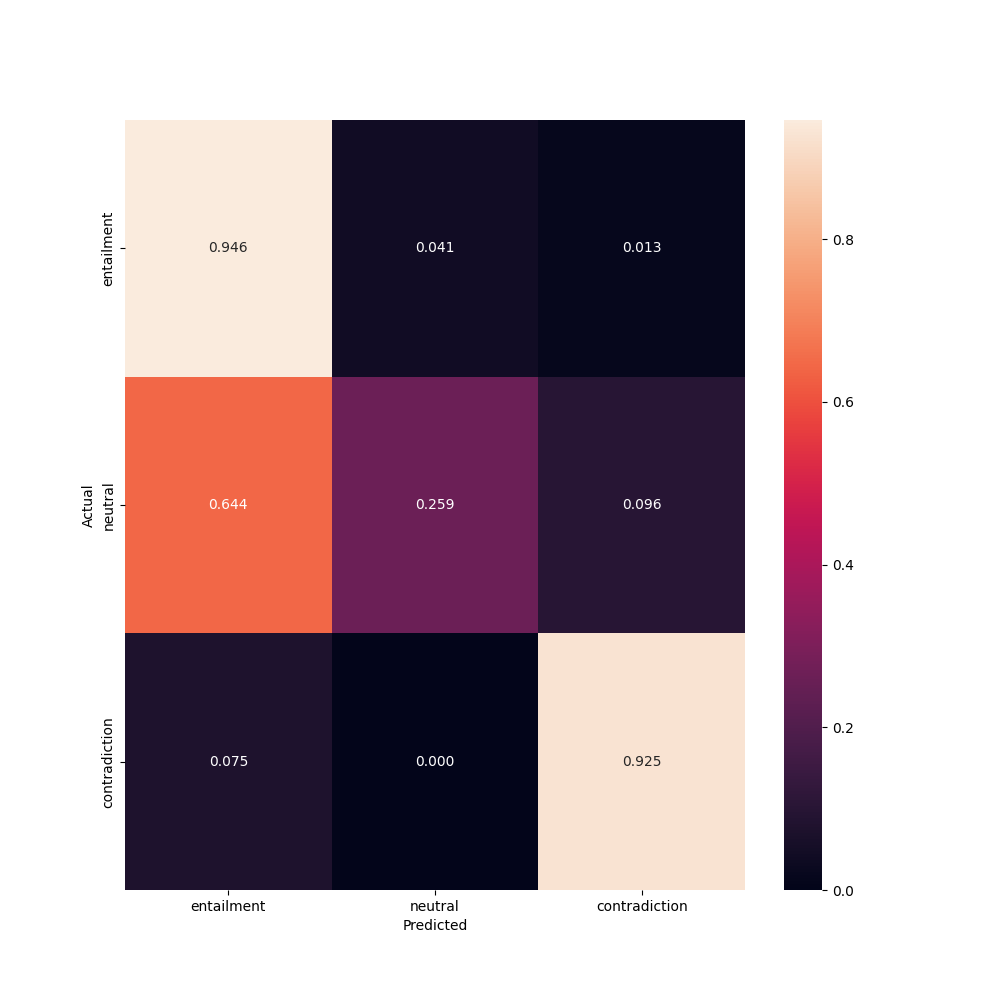 entailment
0.946 0.041 0.013
Actual
neutral
0.644 0.259 0.096
contradiction
0.075 0.000 0.925
entailment neutral contradiction
Predicted
0.8
0.6
0.4
0.2
0.0